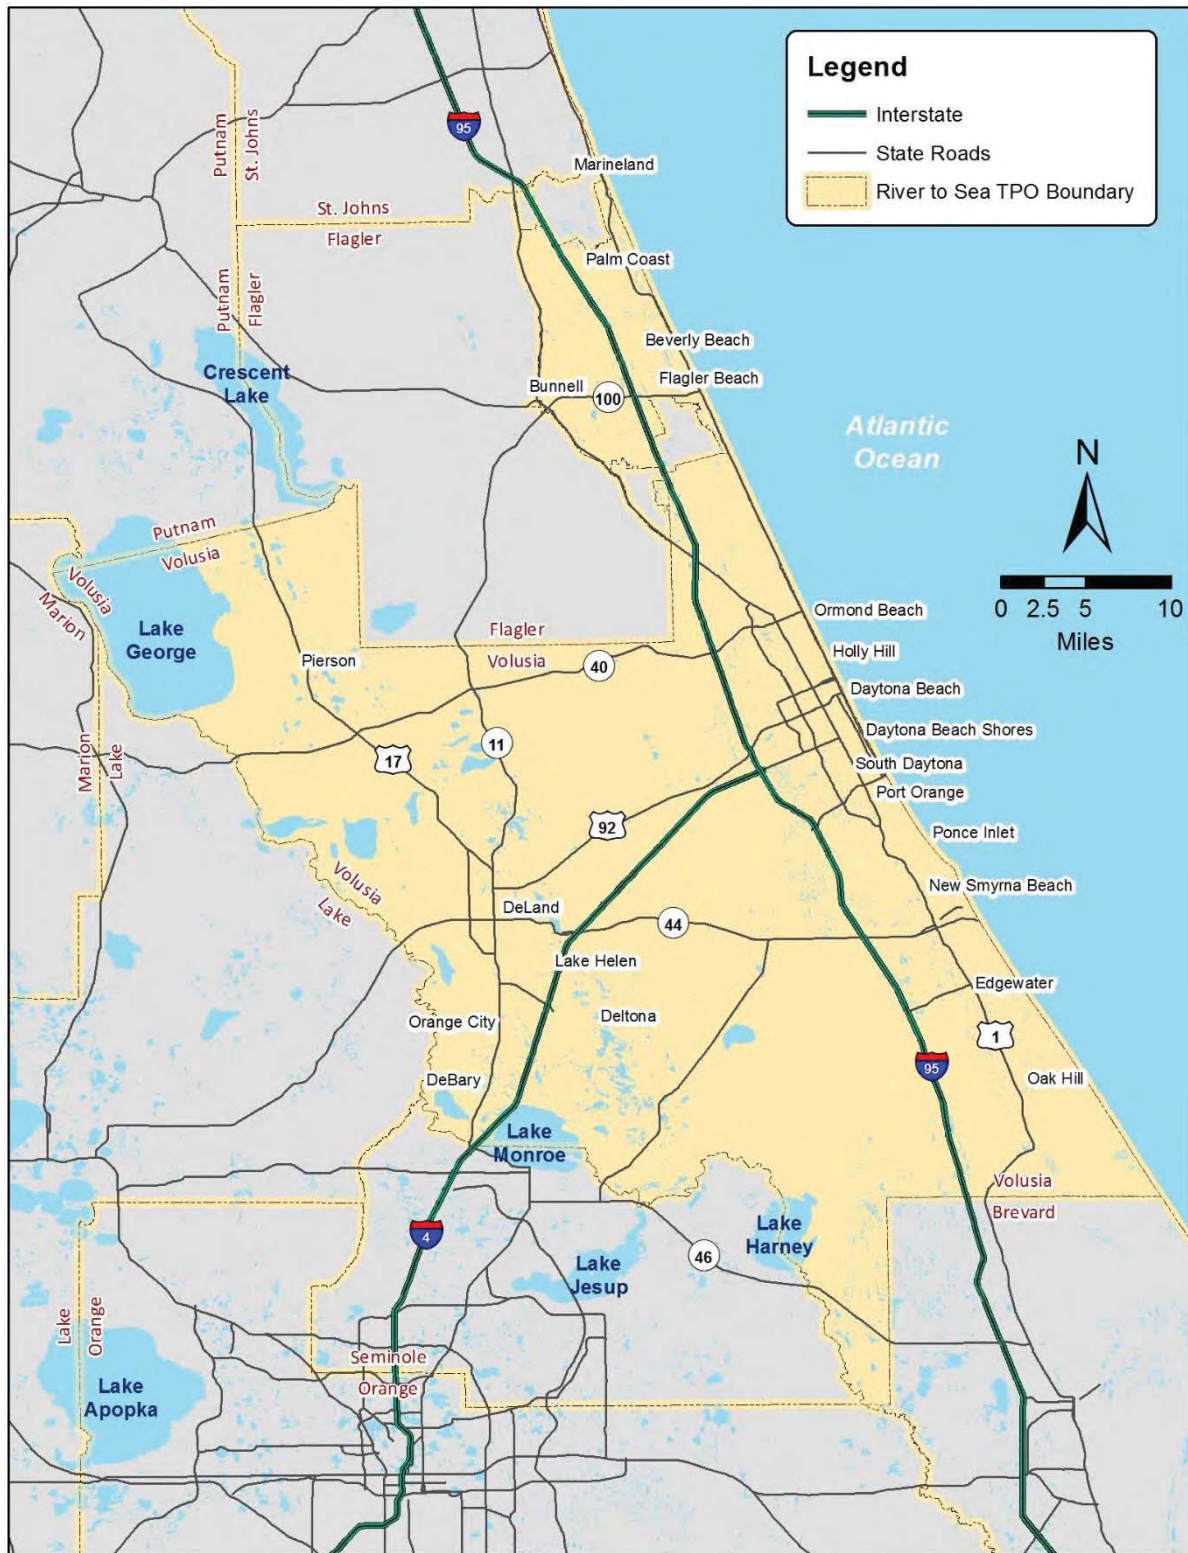 Legend
Interstate
State Roads
River to Sea TPO Boundary
95
Putnam
St. Johns
Marineland
St. Johns
Flagler
Palm Coast
Putnam
Flagler
Beverly Beach
Crescent
Lake
Bunnell
Flagler Beach
100
Atlantic
Ocean
N
Putnam
Volusia
Volusia
Marion
0 2.5 5 10
Miles
Ormond Beach
Lake
George
Flagler
Volusia
Holly Hill
Pierson
40
Daytona Beach
Marion
Lake
11
17
Daytona Beach Shores
South Daytona
Port Orange
92
Ponce Inlet
Volusia
Lake
New Smyrna Beach
DeLand
44
Lake Helen
Edgewater
Orange City
Deltona
1
95
DeBary
Oak Hill
Lake
Monroe
Volusia
Brevard
4
Lake
Harney
46
Lake
Jesup
Lake
Orange
Seminole
Orange
Lake
Apopka